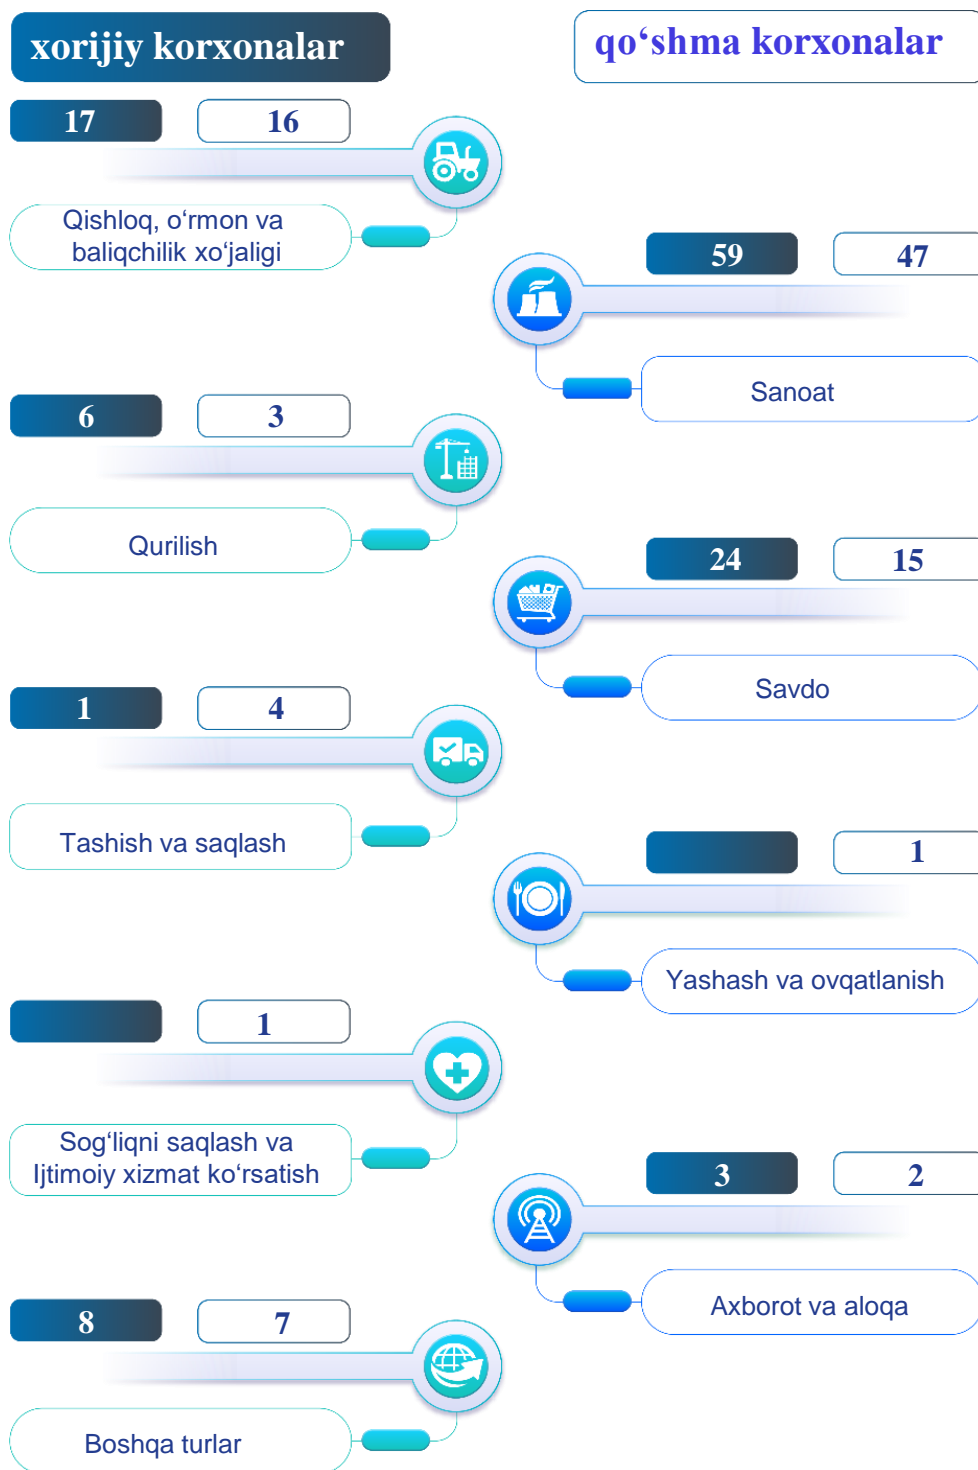 xorijiy korxonalar
qo‘shma korxonalar
17
16
Qishloq, o‘rmon va
baliqchilik xo‘jaligi
59
47
Sanoat
6
3
Qurilish
24
15
Savdo
1
4
Tashish va saqlash
1
Yashash va ovqatlanish
1
Sog‘liqni saqlash va
Ijtimoiy xizmat ko‘rsatish
3
2
Axborot va aloqa
8
7
Boshqa turlar